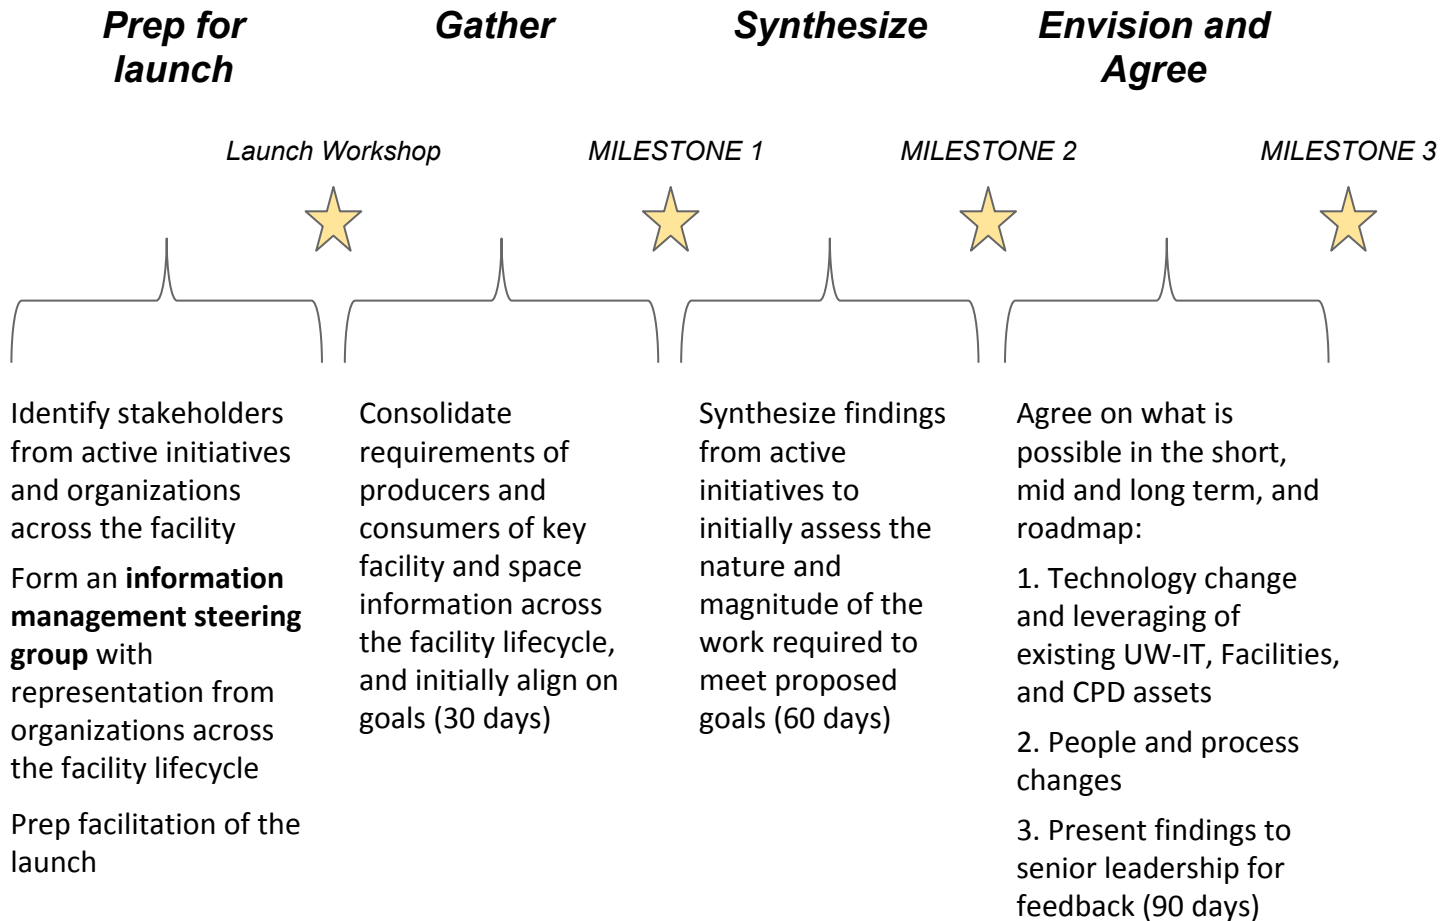 Prep for
launch
Gather
Synthesize
Envision and
Agree
Launch Workshop
MILESTONE 1
MILESTONE 2
MILESTONE 3
Identify stakeholders
from active initiatives
and organizations
across the facility
Form an information
management steering
group with
representation from
organizations across
the facility lifecycle
Prep facilitation of the
launch
Consolidate
requirements of
producers and
consumers of key
facility and space
information across
the facility lifecycle,
and initially align on
goals (30 days)
Synthesize findings
from active
initiatives to
initially assess the
nature and
magnitude of the
work required to
meet proposed
goals (60 days)
Agree on what is
possible in the short,
mid and long term, and
roadmap:
1. Technology change
and leveraging of
existing UW-IT, Facilities,
and CPD assets
2. People and process
changes
3. Present findings to
senior leadership for
feedback (90 days)